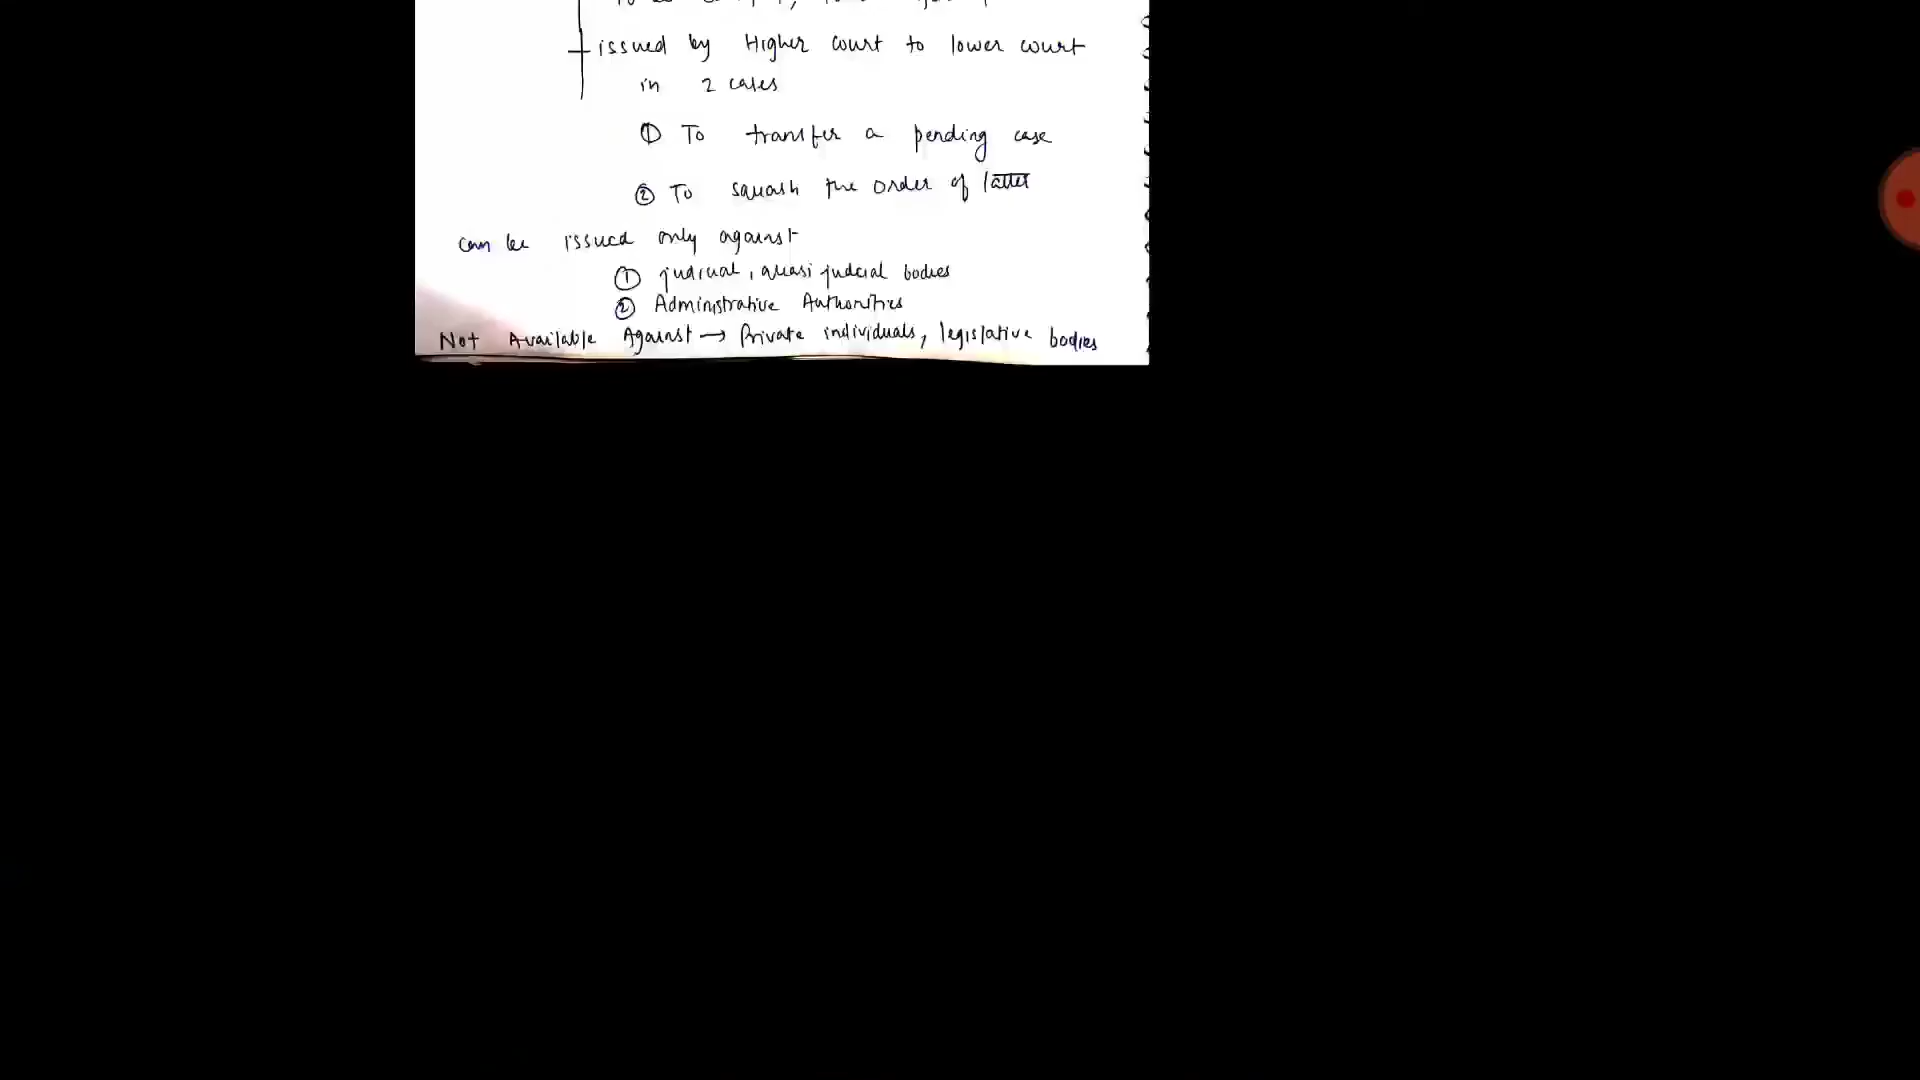 issued by Higher court to lower court
in 2 cases
① To transfer a pending case
② To squash the order of latter
can be issued only against
① judicial, quasi judcial bodies
② Administrative Authorities
Not Available Against → Private individuals, legislative bodies